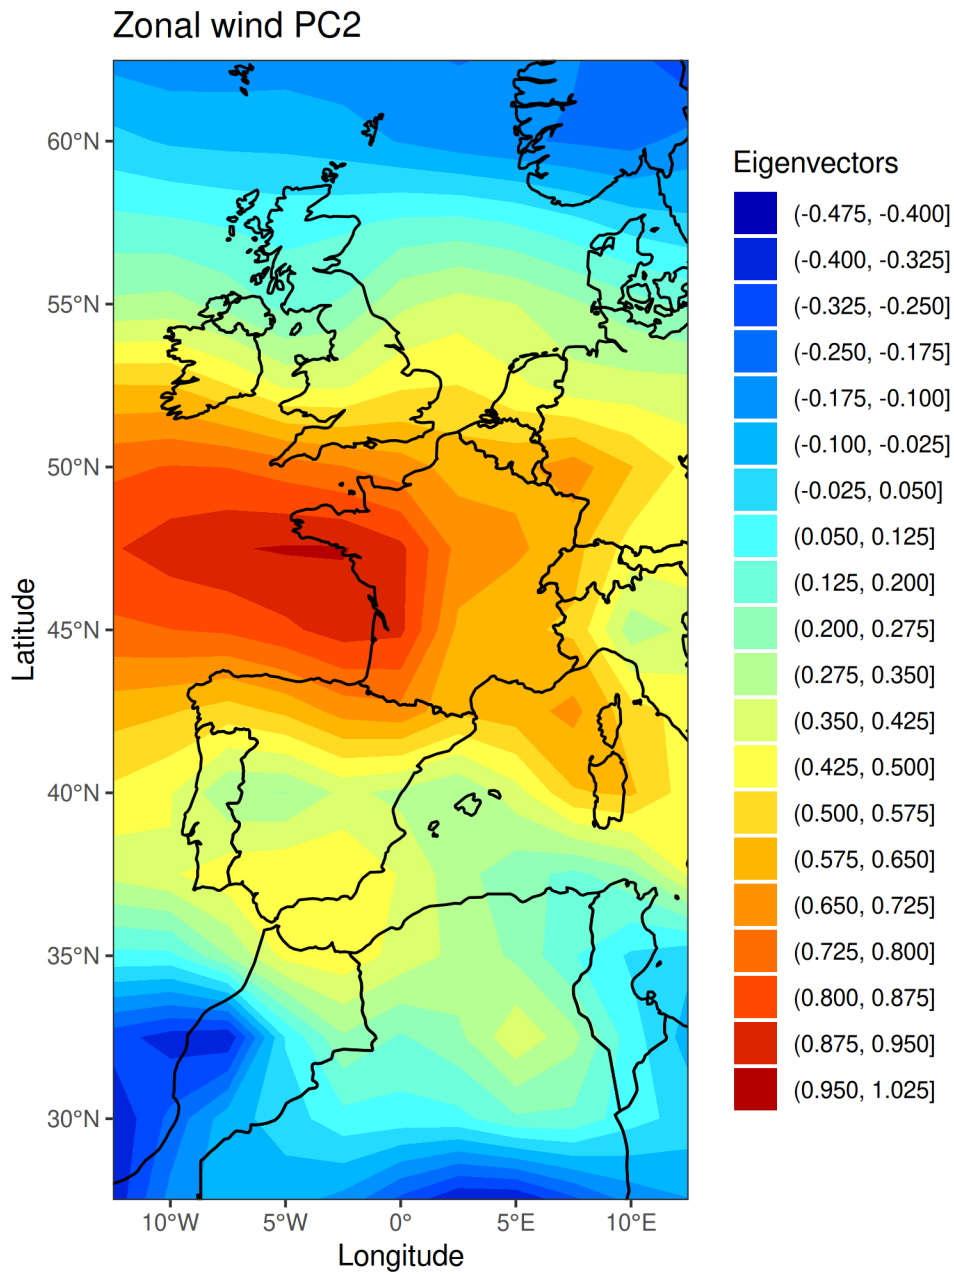 Zonal wind PC2
60°N
55°N
50°N
45°N
40°N
35°N
30°N
Latitude
10°W
5°W
0°
5°E
10°E
Longitude
Eigenvectors
(-0.475, -0.400]
(-0.400, -0.325]
(-0.325, -0.250]
(-0.250, -0.175]
(-0.175, -0.100]
(-0.100, -0.025]
(-0.025, 0.050]
(0.050, 0.125]
(0.125, 0.200]
(0.200, 0.275]
(0.275, 0.350]
(0.350, 0.425]
(0.425, 0.500]
(0.500, 0.575]
(0.575, 0.650]
(0.650, 0.725]
(0.725, 0.800]
(0.800, 0.875]
(0.875, 0.950]
(0.950, 1.025]